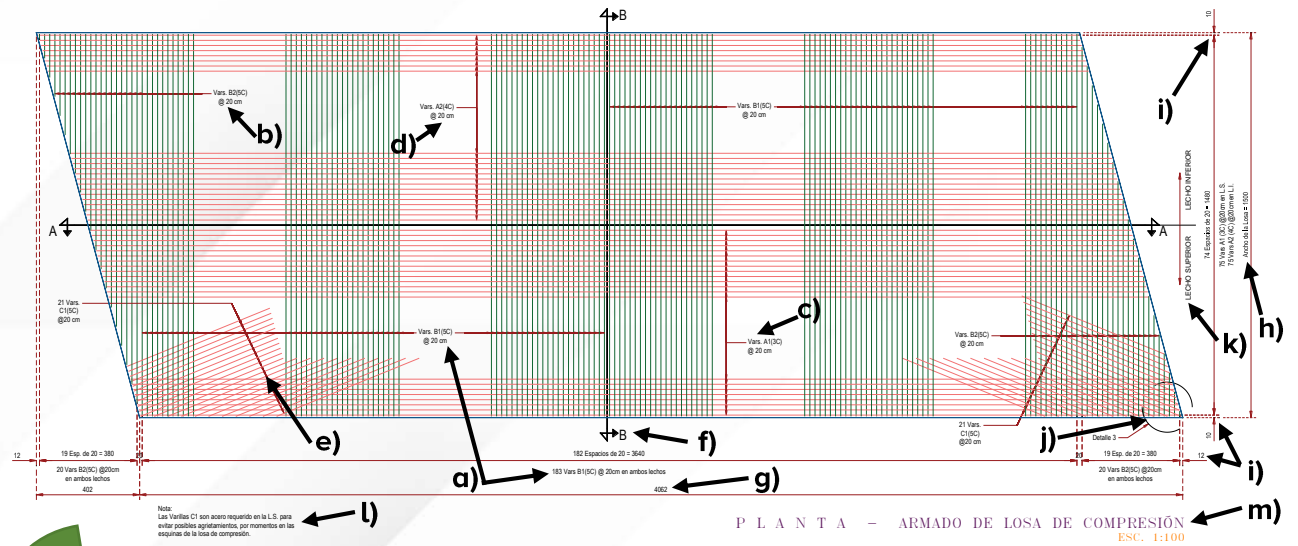 B
10
i)
Vars. B2(5C)
@ 20 cm
b)
Vars. A2(4C)
@ 20 cm
d)
Vars. B1(5C)
@ 20 cm
LECHO INFERIOR
LECHO SUPERIOR
74 Espacios de 20 = 1480
75 Vars A1 (3C) @20cm en L.S.
75 Vars A2 (4C) @20cm en L.I.
Ancho de la Losa = 1500
A
A
h)
k)
21 Vars.
C1(5C)
@20 cm
c)
Vars. B1(5C)
@ 20 cm
Vars. A1(3C)
@ 20 cm
Vars. B2(5C)
@ 20 cm
e)
B
f)
21 Vars.
C1(5C)
@20 cm
j)
Detalle 3
10
i)
12
19 Esp. de 20 = 380
182 Espacios de 20 = 3640
19 Esp. de 20 = 380
12
20 Vars B2(5C) @20cm
en ambos lechos
a)
183 Vars B1(5C) @ 20cm en ambos lechos
20 Vars B2(5C) @20cm
en ambos lechos
402
4062
g)
Nota:
Las Varillas C1 son acero requerido en la L.S. para
evitar posibles agrietamientos, por momentos en las
esquinas de la losa de compresión.
l)
PLANTA – ARMADO DE LOSA DE COMPRESIÓN
ESC. 1:100
m)